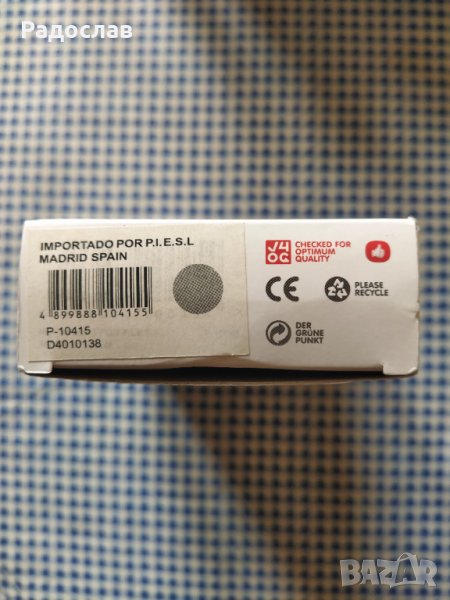 Радослав
IMPORTADO POR P.I.E.S.L
MADRID SPAIN
4 899888 104155
P-10415
D4010138
CHECKED FOR
OPTIMUM
QUALITY
CE
PLEASE
RECYCLE
DER
GRÜNE
PUNKT
BAZAR